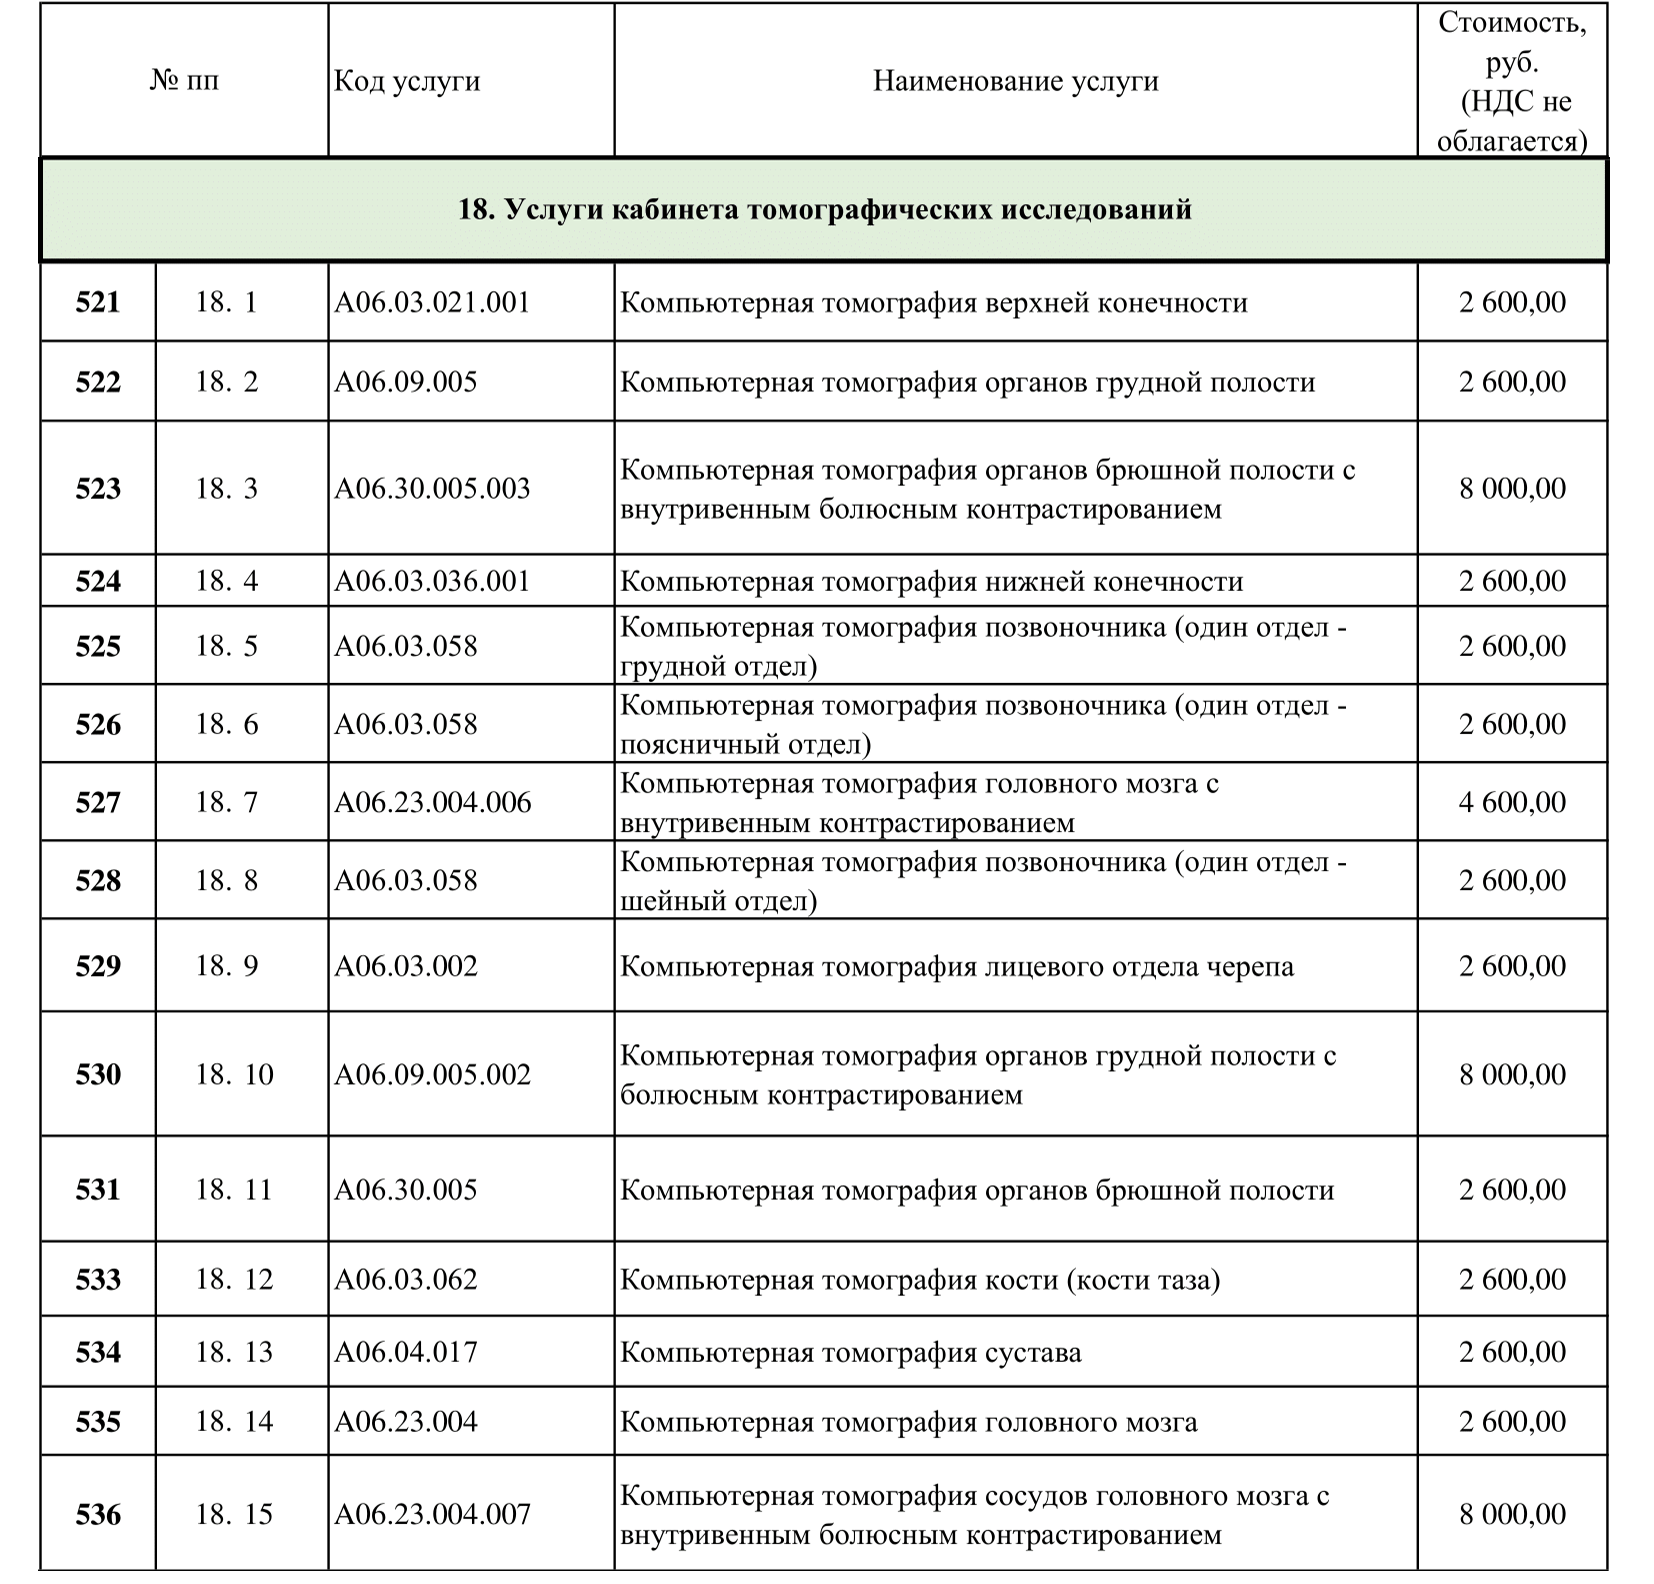 № пп Код услуги Наименование услуги Стоимость,
руб.
(НДС не
облагается)
18. Услуги кабинета томографических исследований
521 18. 1 A06.03.021.001 Компьютерная томография верхней конечности 2 600,00
522 18. 2 A06.09.005 Компьютерная томография органов грудной полости 2 600,00
523 18. 3 A06.30.005.003 Компьютерная томография органов брюшной полости с
внутривенным болюсным контрастированием 8 000,00
524 18. 4 A06.03.036.001 Компьютерная томография нижней конечности 2 600,00
525 18. 5 A06.03.058 Компьютерная томография позвоночника (один отдел -
грудной отдел) 2 600,00
526 18. 6 A06.03.058 Компьютерная томография позвоночника (один отдел -
поясничный отдел) 2 600,00
527 18. 7 A06.23.004.006 Компьютерная томография головного мозга с
внутривенным контрастированием 4 600,00
528 18. 8 A06.03.058 Компьютерная томография позвоночника (один отдел -
шейный отдел) 2 600,00
529 18. 9 A06.03.002 Компьютерная томография лицевого отдела черепа 2 600,00
530 18. 10 A06.09.005.002 Компьютерная томография органов грудной полости с
болюсным контрастированием 8 000,00
531 18. 11 A06.30.005 Компьютерная томография органов брюшной полости 2 600,00
533 18. 12 A06.03.062 Компьютерная томография кости (кости таза) 2 600,00
534 18. 13 A06.04.017 Компьютерная томография сустава 2 600,00
535 18. 14 A06.23.004 Компьютерная томография головного мозга 2 600,00
536 18. 15 A06.23.004.007 Компьютерная томография сосудов головного мозга с
внутривенным болюсным контрастированием 8 000,00